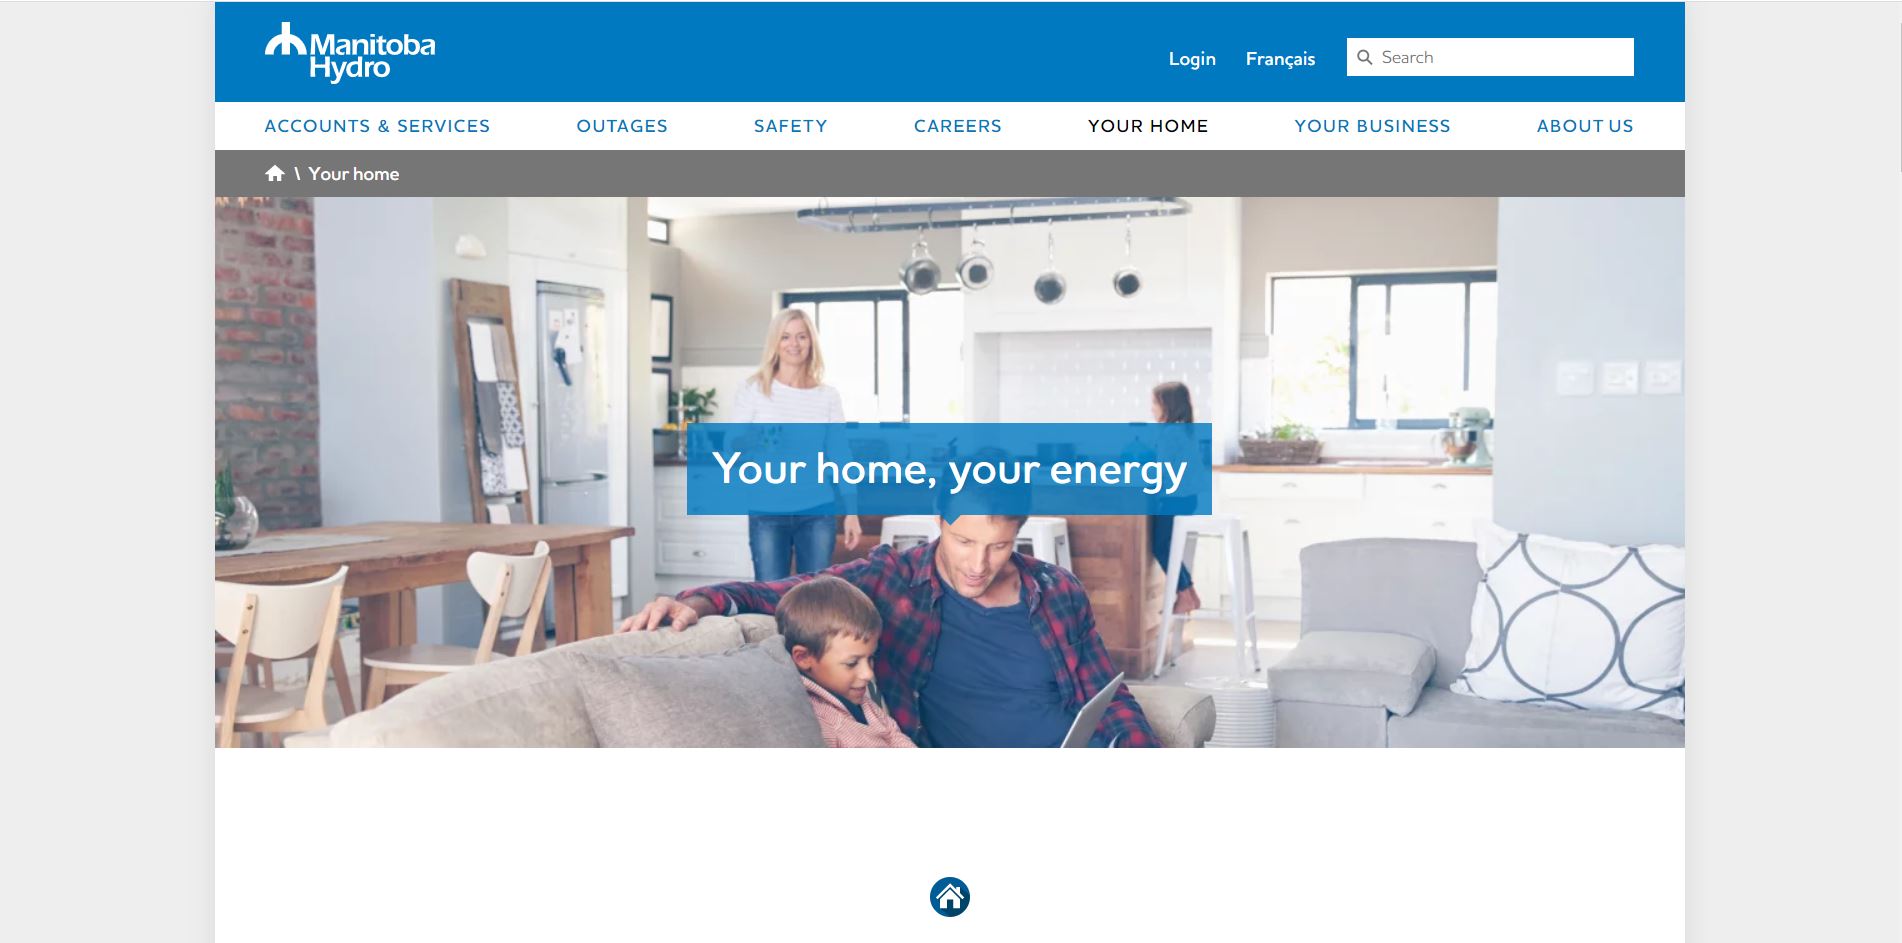 Manitoba
Hydro
Login Français Search
ACCOUNTS & SERVICES OUTAGES SAFETY CAREERS YOUR HOME YOUR BUSINESS ABOUT US
\ Your home
Your home, your energy